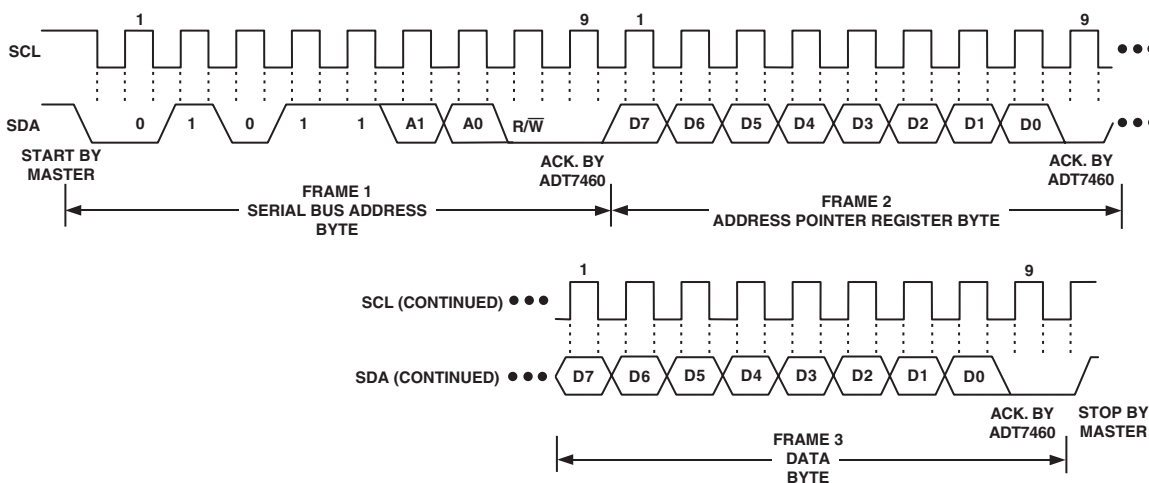 1 9 1 9
SCL
SDA 0 1 0 1 1 A1 A0 R/W̅ D7 D6 D5 D4 D3 D2 D1 D0
START BY
MASTER
ACK. BY
ADT7460
ACK. BY
ADT7460
FRAME 1
SERIAL BUS ADDRESS
BYTE
FRAME 2
ADDRESS POINTER REGISTER BYTE
1 9
SCL (CONTINUED)
SDA (CONTINUED) D7 D6 D5 D4 D3 D2 D1 D0
ACK. BY
ADT7460
STOP BY
MASTER
FRAME 3
DATA
BYTE